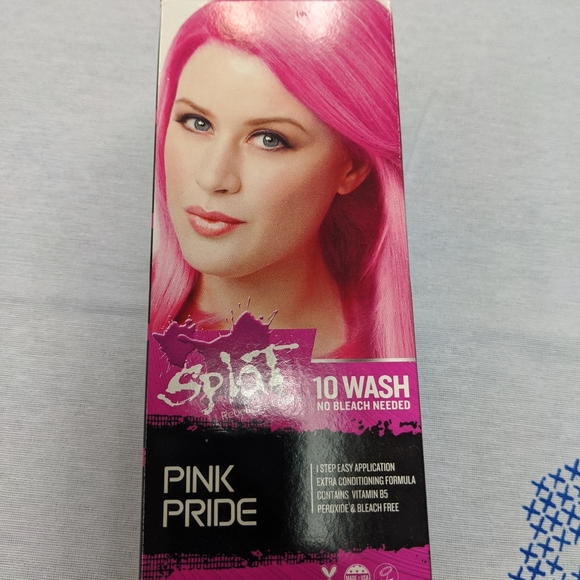 Splat
10 WASH
NO BLEACH NEEDED
PINK
PRIDE
1 STEP EASY APPLICATION
EXTRA CONDITIONING FORMULA
CONTAINS VITAMIN B5
PEROXIDE & BLEACH FREE